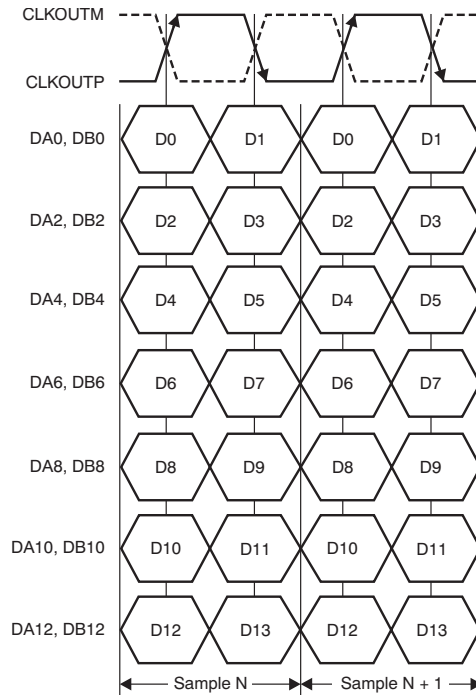 CLKOUTM
CLKOUTP
DA0, DB0 D0 D1 D0 D1
DA2, DB2 D2 D3 D2 D3
DA4, DB4 D4 D5 D4 D5
DA6, DB6 D6 D7 D6 D7
DA8, DB8 D8 D9 D8 D9
DA10, DB10 D10 D11 D10 D11
DA12, DB12 D12 D13 D12 D13
Sample N Sample N + 1